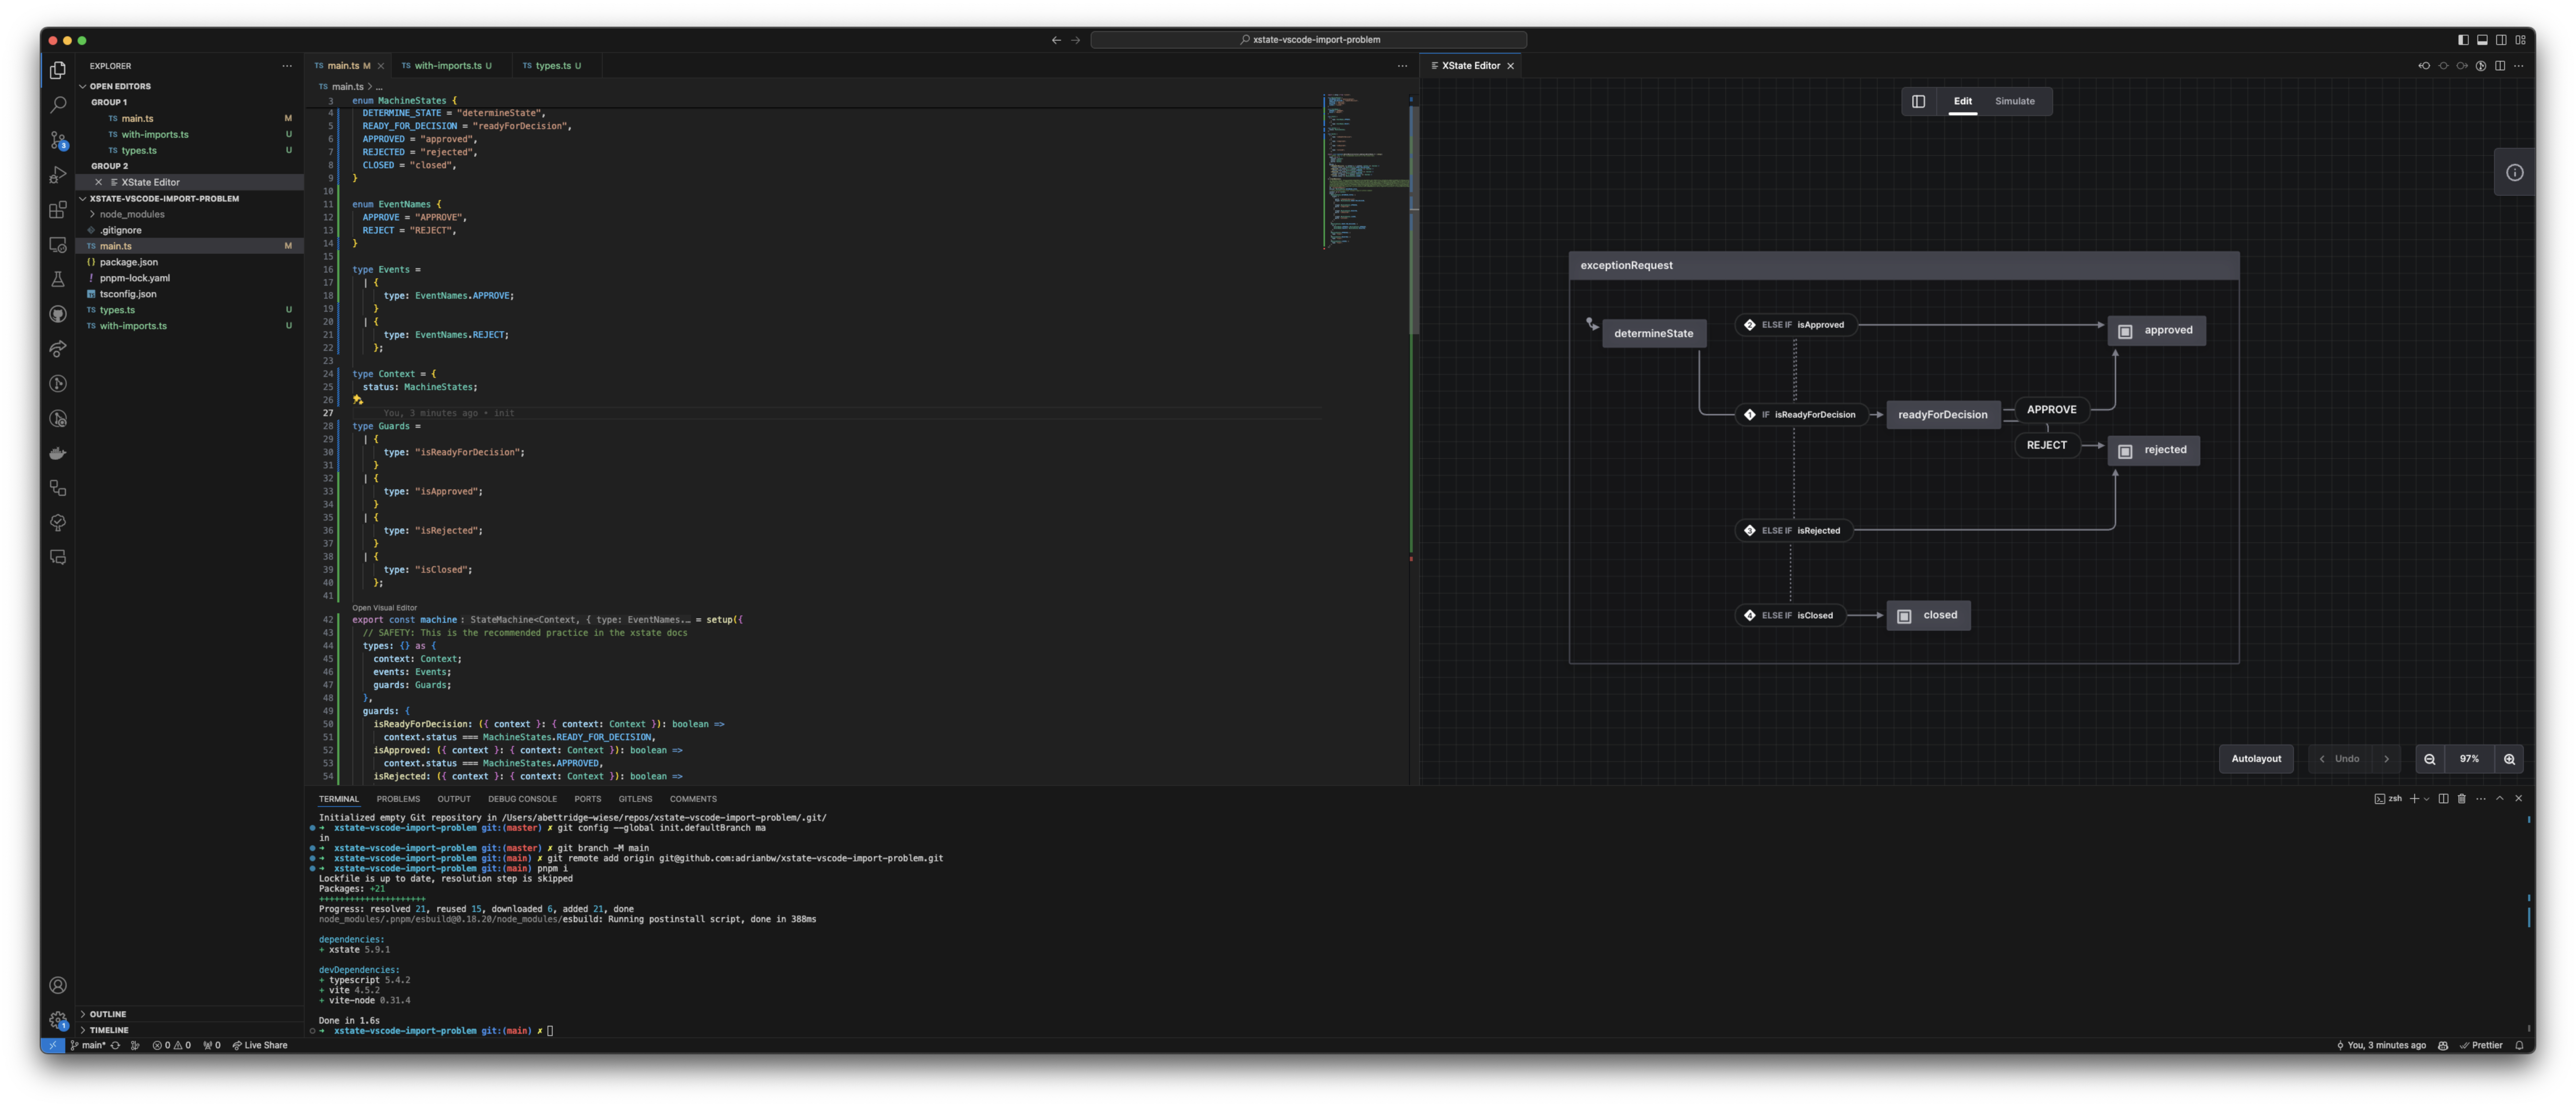 xstate-vscode-import-problem
EXPLORER
OPEN EDITORS
GROUP 1
TS main.ts M
TS with-imports.ts U
TS types.ts U
GROUP 2
XState Editor
XSTATE-VSCODE-IMPORT-PROBLEM
node_modules
.gitignore
TS main.ts M
{} package.json
! pnpm-lock.yaml
tsconfig.json
TS types.ts U
TS with-imports.ts U
OUTLINE
TIMELINE
3
1
TS main.ts M
TS with-imports.ts U
TS types.ts U
TS main.ts > ...
3 enum MachineStates {
4 DETERMINE_STATE = "determineState",
5 READY_FOR_DECISION = "readyForDecision",
6 APPROVED = "approved",
7 REJECTED = "rejected",
8 CLOSED = "closed",
9 }
10
11 enum EventNames {
12 APPROVE = "APPROVE",
13 REJECT = "REJECT",
14 }
15
16 type Events =
17 | {
18 type: EventNames.APPROVE;
19 }
20 | {
21 type: EventNames.REJECT;
22 };
23
24 type Context = {
25 status: MachineStates;
26
27 You, 3 minutes ago • init
28 type Guards =
29 | {
30 type: "isReadyForDecision";
31 }
32 | {
33 type: "isApproved";
34 }
35 | {
36 type: "isRejected";
37 }
38 | {
39 type: "isClosed";
40 };
41
Open Visual Editor
42 export const machine : StateMachine<Context, { type: EventNames.… = setup({
43 // SAFETY: This is the recommended practice in the xstate docs
44 types: {} as {
45 context: Context;
46 events: Events;
47 guards: Guards;
48 },
49 guards: {
50 isReadyForDecision: ({ context }: { context: Context }): boolean =>
51 context.status === MachineStates.READY_FOR_DECISION,
52 isApproved: ({ context }: { context: Context }): boolean =>
53 context.status === MachineStates.APPROVED,
54 isRejected: ({ context }: { context: Context }): boolean =>
XState Editor
Edit Simulate
exceptionRequest
determineState
2 ELSE IF isApproved
approved
1 IF isReadyForDecision
readyForDecision
APPROVE
REJECT
rejected
3 ELSE IF isRejected
4 ELSE IF isClosed
closed
Autolayout
Undo
97%
TERMINAL PROBLEMS OUTPUT DEBUG CONSOLE PORTS GITLENS COMMENTS
zsh
Initialized empty Git repository in /Users/abettridge-wiese/repos/xstate-vscode-import-problem/.git/
➜ xstate-vscode-import-problem git:(master) ✗ git config --global init.defaultBranch ma
in
➜ xstate-vscode-import-problem git:(master) ✗ git branch -M main
➜ xstate-vscode-import-problem git:(main) ✗ git remote add origin git@github.com:adrianbw/xstate-vscode-import-problem.git
➜ xstate-vscode-import-problem git:(main) pnpm i
Lockfile is up to date, resolution step is skipped
Packages: +21
+++++++++++++++++++++
Progress: resolved 21, reused 15, downloaded 6, added 21, done
node_modules/.pnpm/esbuild@0.18.20/node_modules/esbuild: Running postinstall script, done in 388ms
dependencies:
+ xstate 5.9.1
devDependencies:
+ typescript 5.4.2
+ vite 4.5.2
+ vite-node 0.31.4
Done in 1.6s
➜ xstate-vscode-import-problem git:(main) ✗
main* 0 0 0 Live Share
You, 3 minutes ago Prettier